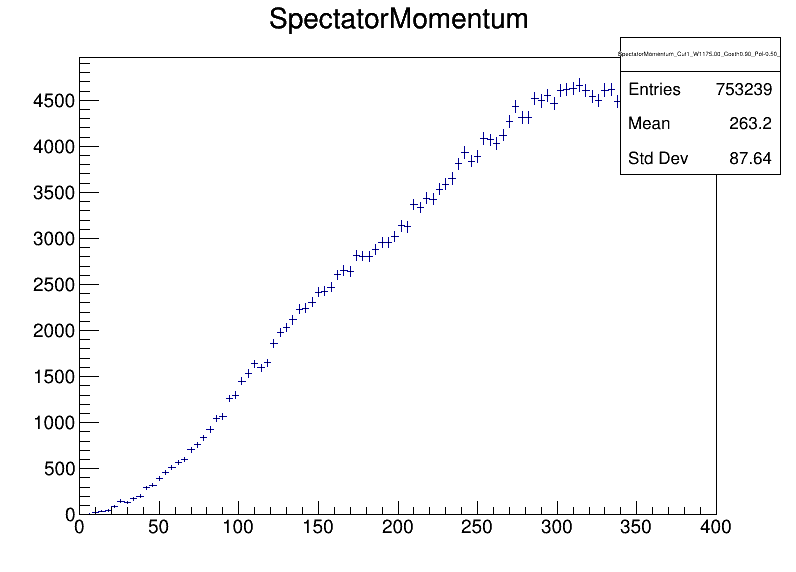 SpectatorMomentum
SpectatorMomentum_Cut1_W1175.00_Costh0.90_Pol-0.50_
Entries 753239
Mean 263.2
Std Dev 87.64
4500
4000
3500
3000
2500
2000
1500
1000
500
0
0 50 100 150 200 250 300 350 400